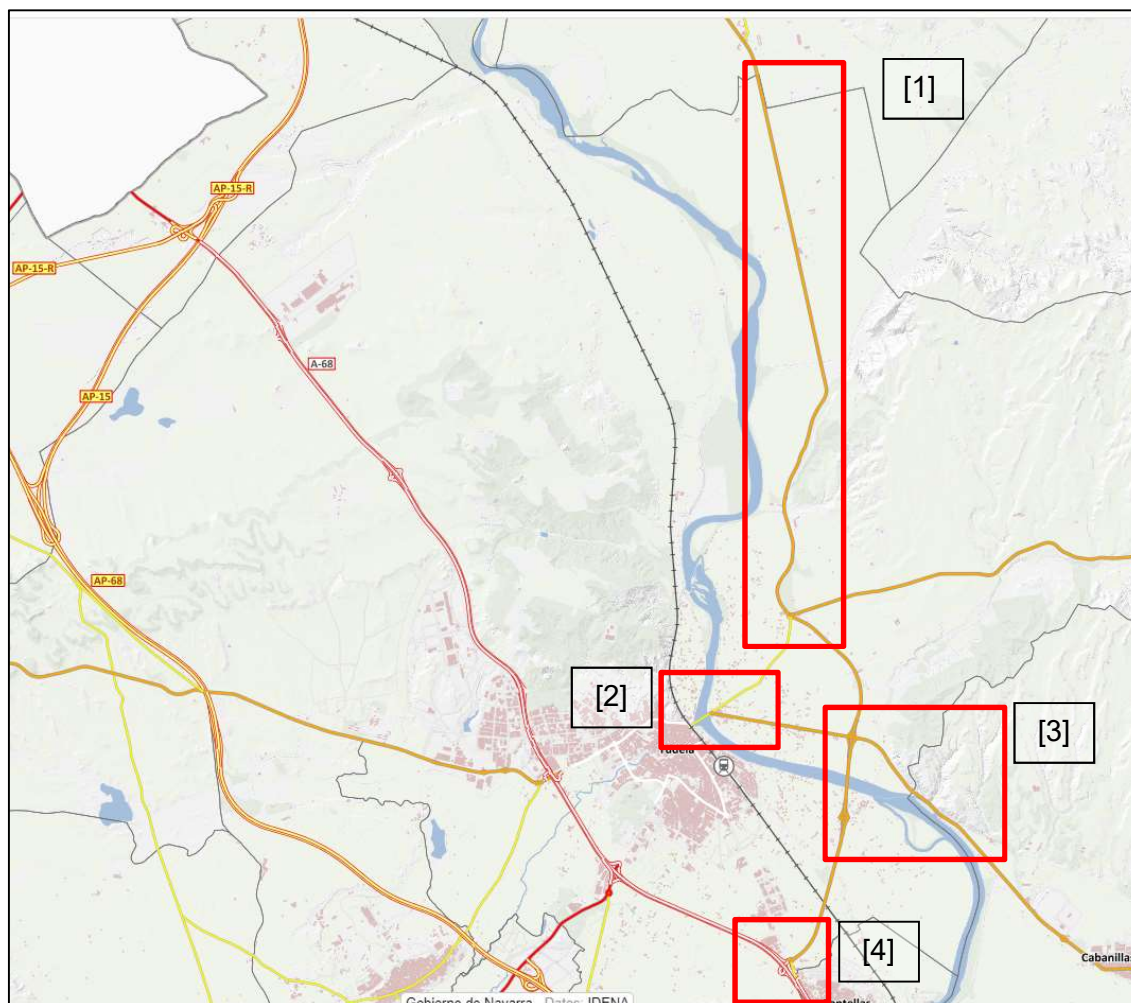 [1]
AP-15-R
AP-15-R
A-68
AP-15
AP-68
[2]
[3]
Tudela
[4]
Cabanillas
Gobierno de Navarra - Datos: IDENA